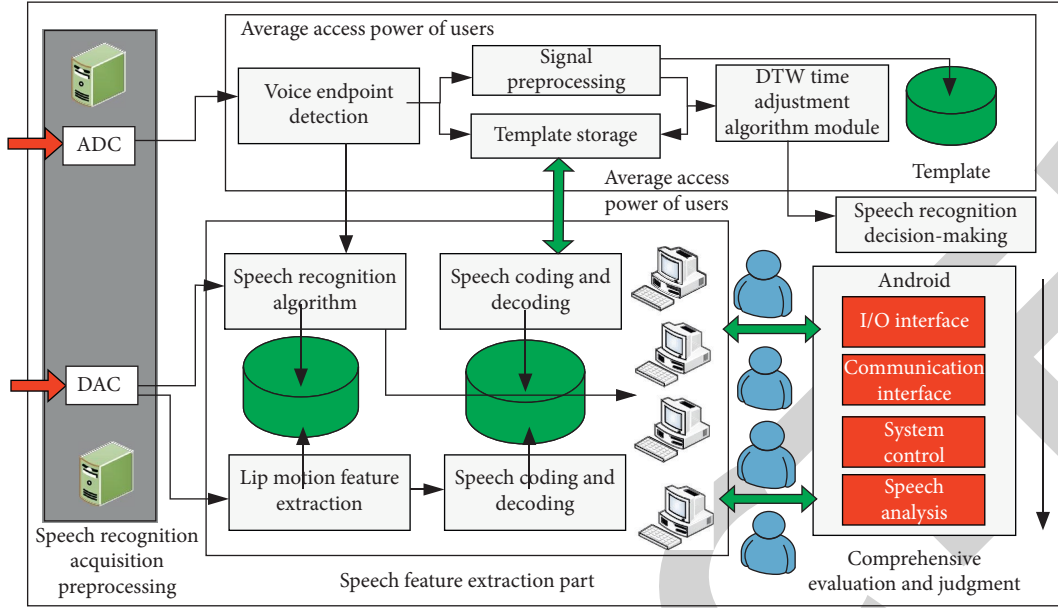 Average access power of users
Voice endpoint
detection
Signal
preprocessing
Template storage
DTW time
adjustment
algorithm module
Template
ADC
Average access
power of users
Speech recognition
decision-making
Speech recognition
algorithm
Speech coding and
decoding
DAC
Lip motion feature
extraction
Speech coding and
decoding
Android
I/O interface
Communication
interface
System
control
Speech
analysis
Speech recognition
acquisition
preprocessing
Speech feature extraction part
Comprehensive
evaluation and judgment